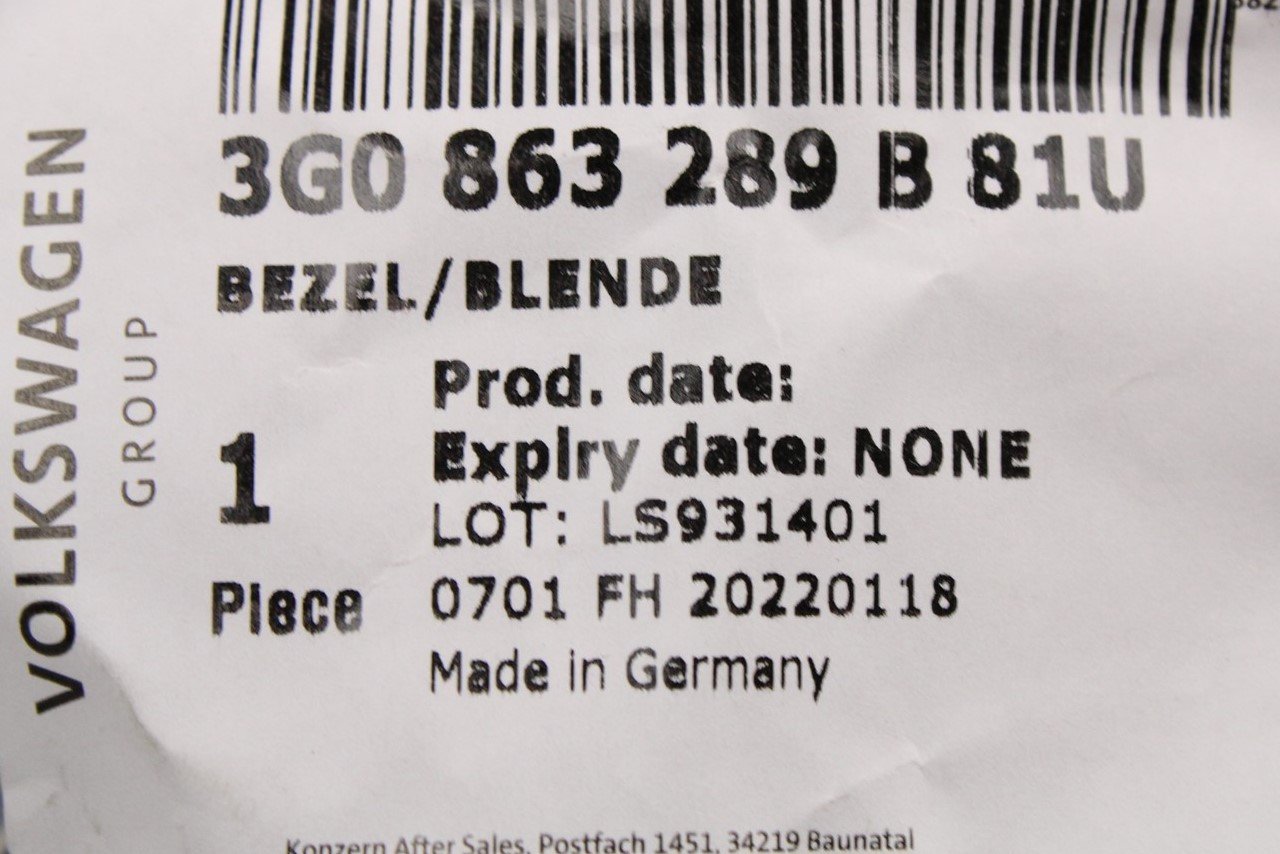 3G0 863 289 B 81U
BEZEL/BLENDE
Prod. date:
Expiry date: NONE
LOT: LS931401
1
Piece
0701 FH 20220118
Made in Germany
VOLKSWAGEN
GROUP
Konzern After Sales, Postfach 1451, 34219 Baunatal